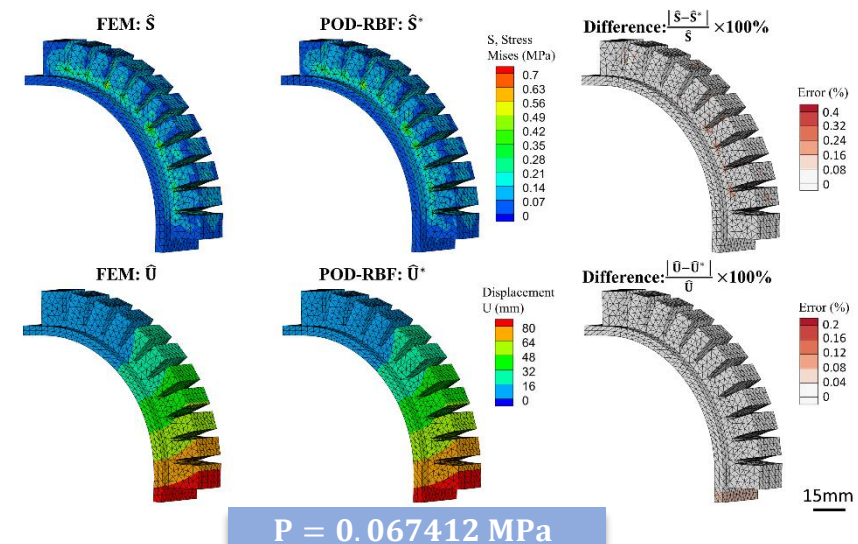 FEM: Ŝ
POD-RBF: Ŝ*
Difference: |Ŝ−Ŝ*| / Ŝ ×100%
S, Stress
Mises (MPa)
0.7
0.63
0.56
0.49
0.42
0.35
0.28
0.21
0.14
0.07
0
Error (%)
0.4
0.32
0.24
0.16
0.08
0
FEM: Û
POD-RBF: Û*
Difference: |Û−Û*| / Û ×100%
Displacement
U (mm)
80
64
48
32
16
0
Error (%)
0.2
0.16
0.12
0.08
0.04
0
15mm
P = 0.067412 MPa